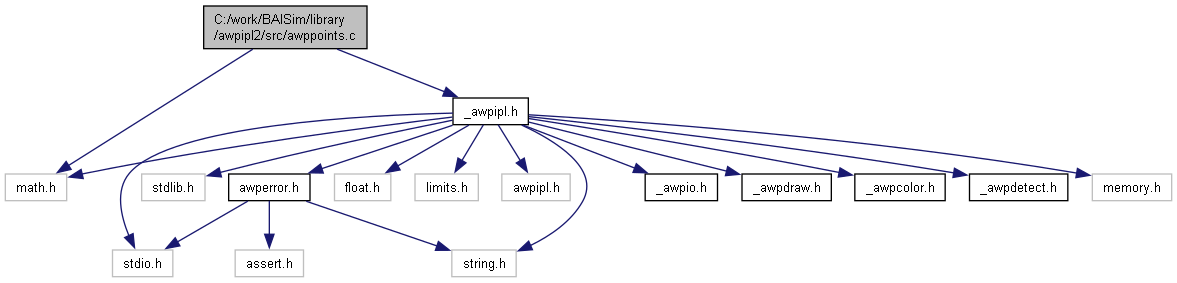 C:/work/BAISim/library
/awpipl2/src/awppoints.c
_awpipl.h
math.h
stdlib.h
awperror.h
float.h
limits.h
awpipl.h
_awpio.h
_awpdraw.h
_awpcolor.h
_awpdetect.h
memory.h
stdio.h
assert.h
string.h